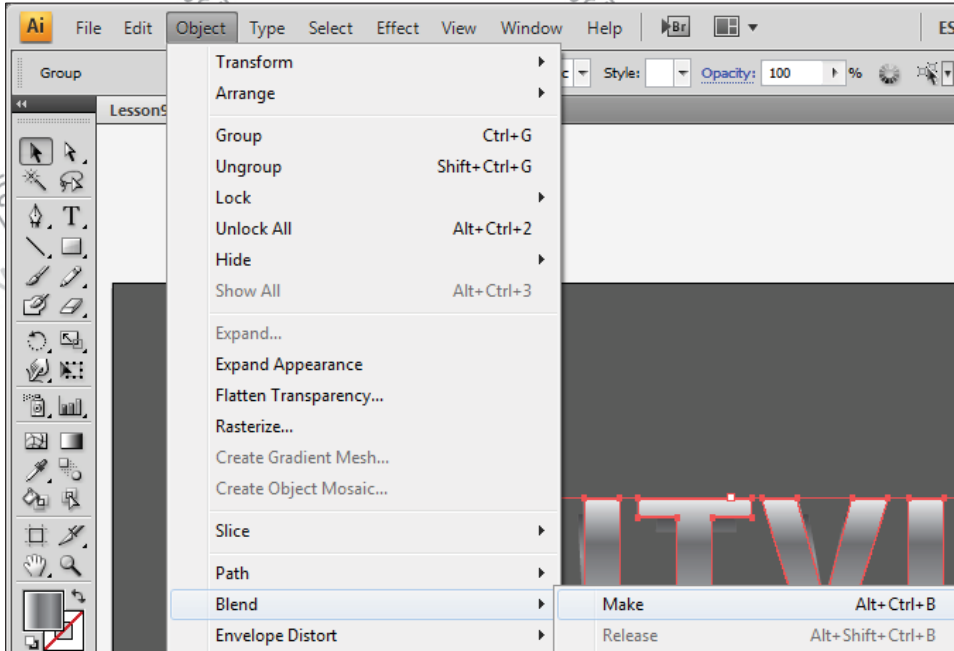 Ai File Edit Object Type Select Effect View Window Help Br ES
Group c Style: Opacity: 100 %
Lesson9
Transform
Arrange
Group Ctrl+G
Ungroup Shift+Ctrl+G
Lock
Unlock All Alt+Ctrl+2
Hide
Show All Alt+Ctrl+3
Expand...
Expand Appearance
Flatten Transparency...
Rasterize...
Create Gradient Mesh...
Create Object Mosaic...
Slice
Path
Blend
Make Alt+Ctrl+B
Envelope Distort
Release Alt+Shift+Ctrl+B